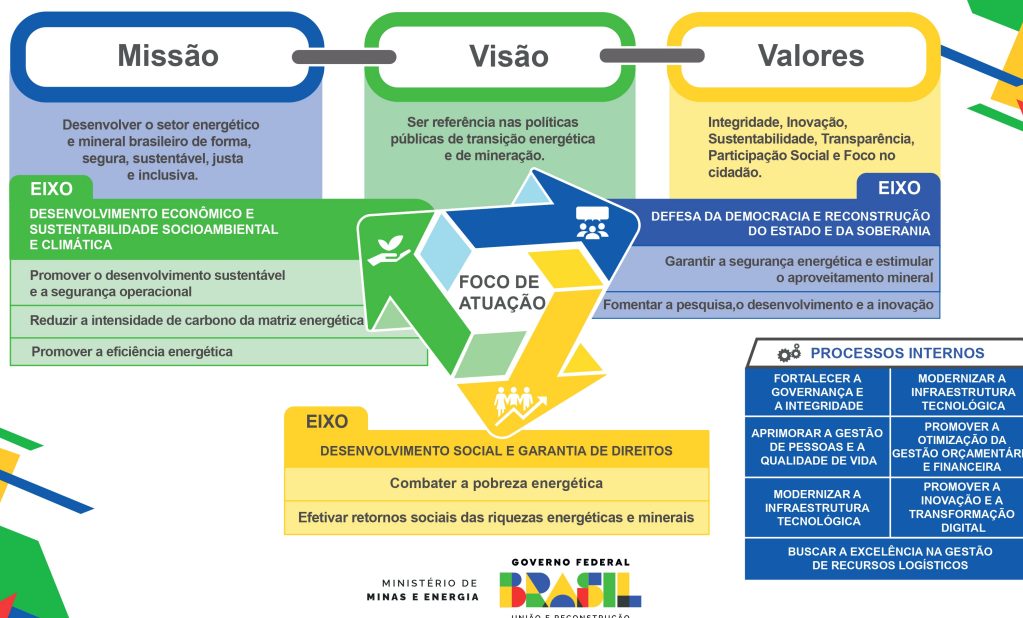 Missão
Visão
Valores
Desenvolver o setor energético
e mineral brasileiro de forma,
segura, sustentável, justa
e inclusiva.
Ser referência nas políticas
públicas de transição energética
e de mineração.
Integridade, Inovação,
Sustentabilidade, Transparência,
Participação Social e Foco no
cidadão.
EIXO
DESENVOLVIMENTO ECONÔMICO E
SUSTENTABILIDADE SOCIOAMBIENTAL
E CLIMÁTICA
Promover o desenvolvimento sustentável
e a segurança operacional
Reduzir a intensidade de carbono da matriz energética
Promover a eficiência energética
FOCO DE
ATUAÇÃO
EIXO
DEFESA DA DEMOCRACIA E RECONSTRUÇÃO
DO ESTADO E DA SOBERANIA
Garantir a segurança energética e estimular
o aproveitamento mineral
Fomentar a pesquisa,o desenvolvimento e a inovação
EIXO
DESENVOLVIMENTO SOCIAL E GARANTIA DE DIREITOS
Combater a pobreza energética
Efetivar retornos sociais das riquezas energéticas e minerais
PROCESSOS INTERNOS
FORTALECER A
GOVERNANÇA E
A INTEGRIDADE
MODERNIZAR A
INFRAESTRUTURA
TECNOLÓGICA
APRIMORAR A GESTÃO
DE PESSOAS E A
QUALIDADE DE VIDA
PROMOVER A
OTIMIZAÇÃO DA
GESTÃO ORÇAMENTÁRI
E FINANCEIRA
MODERNIZAR A
INFRAESTRUTURA
TECNOLÓGICA
PROMOVER A
INOVAÇÃO E A
TRANSFORMAÇÃO
DIGITAL
BUSCAR A EXCELÊNCIA NA GESTÃO
DE RECURSOS LOGÍSTICOS
MINISTÉRIO DE
MINAS E ENERGIA
GOVERNO FEDERAL
BRASIL
UNIÃO E RECONSTRUÇÃO